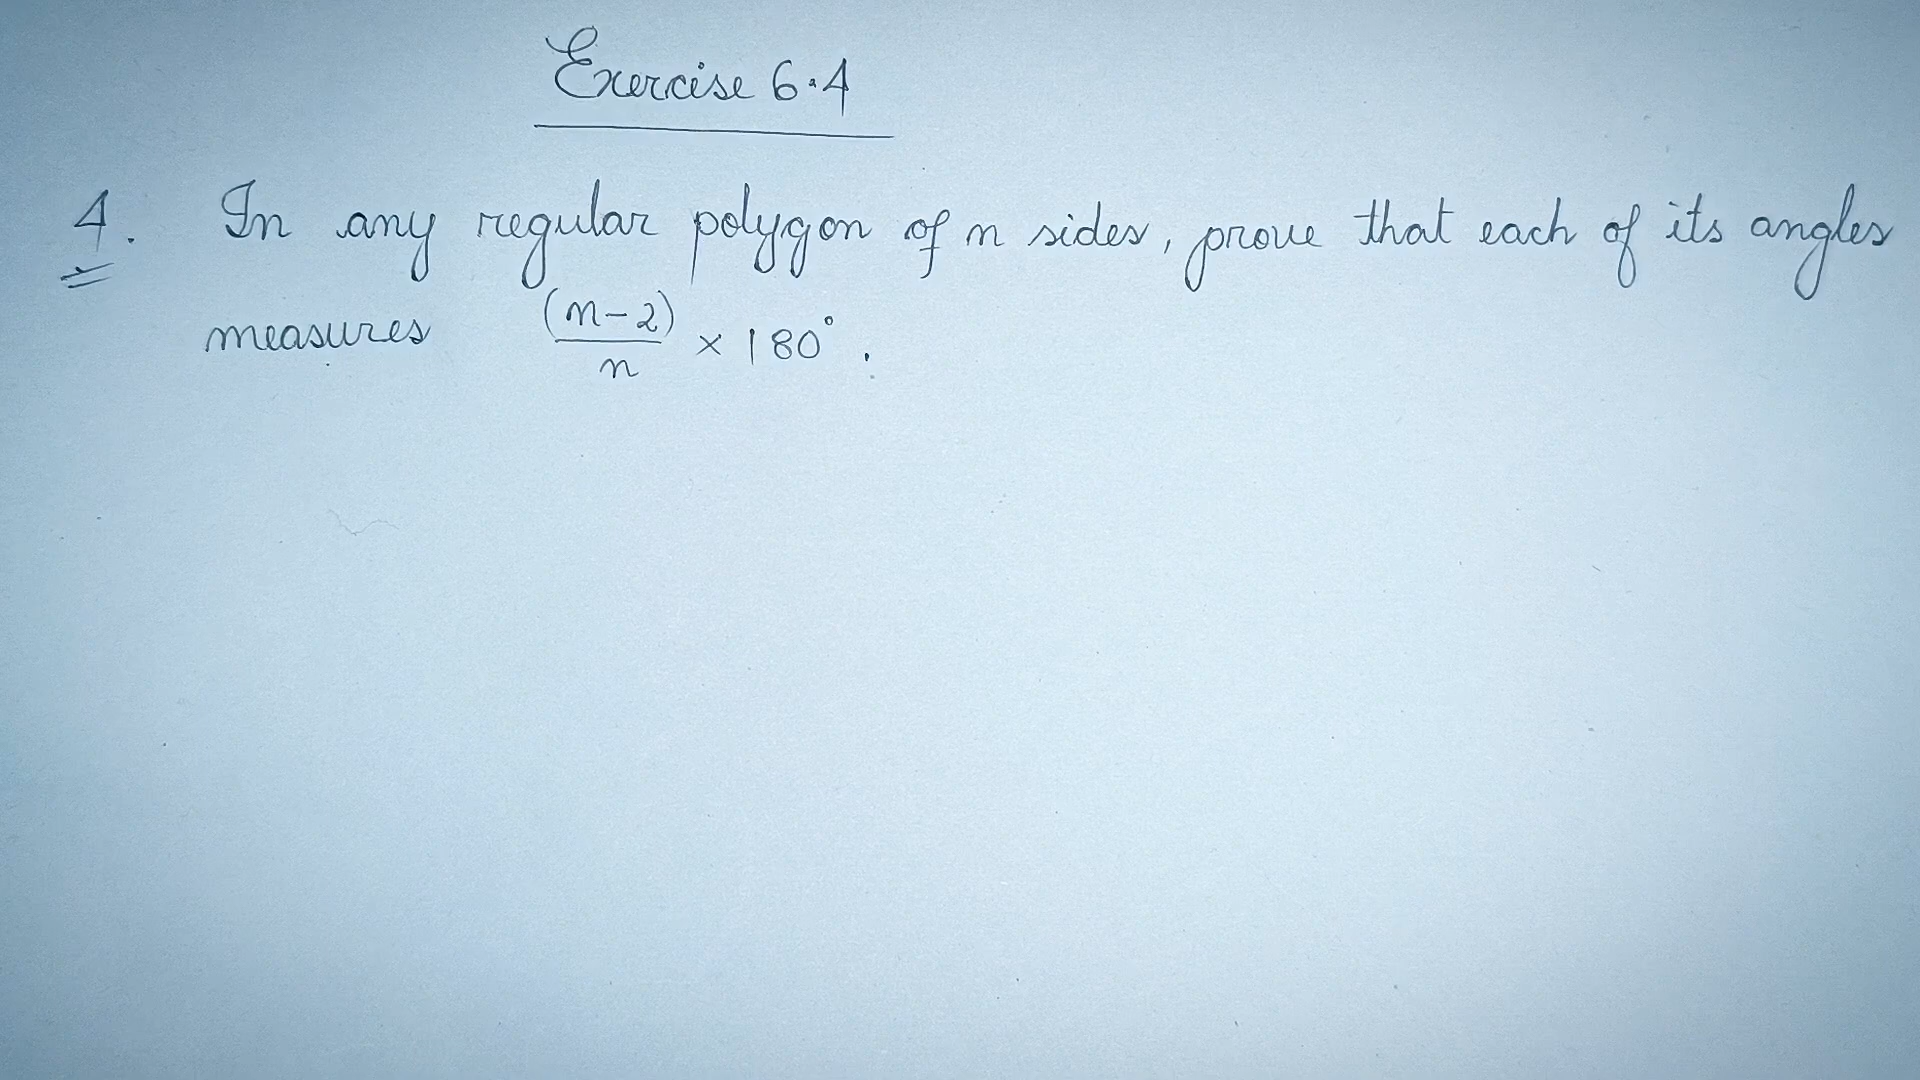 Exercise 6.4
4. In any regular polygon of n sides, prove that each of its angles
measures (n-2)/n × 180°.